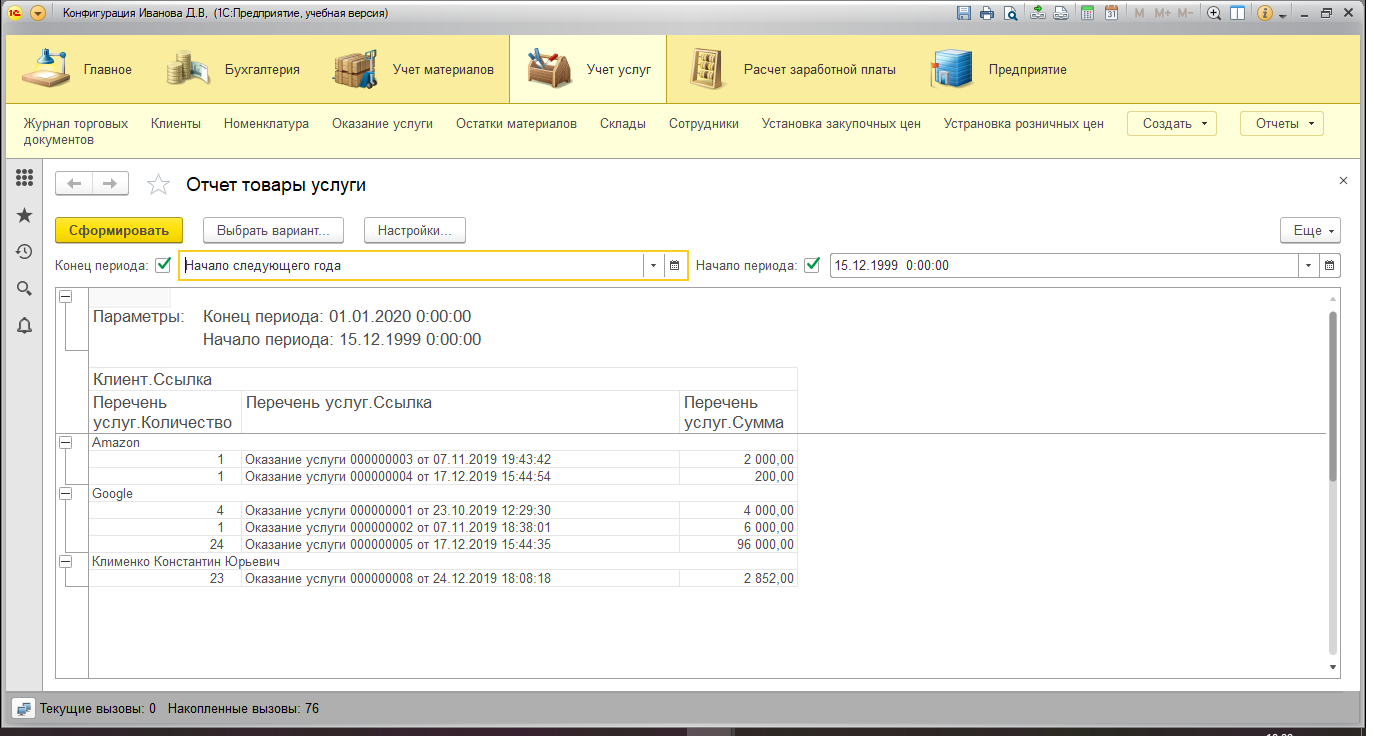 Конфигурация Иванова Д.В, (1С:Предприятие, учебная версия)
M M+ M-
Главное Бухгалтерия Учет материалов Учет услуг Расчет заработной платы Предприятие
Журнал торговых документов Клиенты Номенклатура Оказание услуги Остатки материалов Склады Сотрудники Установка закупочных цен Устрановка розничных цен Создать Отчеты
Отчет товары услуги
Сформировать Выбрать вариант... Настройки... Еще
Конец периода: Начало следующего года Начало периода: 15.12.1999 0:00:00
Параметры: Конец периода: 01.01.2020 0:00:00
Начало периода: 15.12.1999 0:00:00
Клиент.Ссылка
Перечень услуг.Количество Перечень услуг.Ссылка Перечень услуг.Сумма
Amazon
1 Оказание услуги 000000003 от 07.11.2019 19:43:42 2 000,00
1 Оказание услуги 000000004 от 17.12.2019 15:44:54 200,00
Google
4 Оказание услуги 000000001 от 23.10.2019 12:29:30 4 000,00
1 Оказание услуги 000000002 от 07.11.2019 18:38:01 6 000,00
24 Оказание услуги 000000005 от 17.12.2019 15:44:35 96 000,00
Клименко Константин Юрьевич
23 Оказание услуги 000000008 от 24.12.2019 18:08:18 2 852,00
Текущие вызовы: 0 Накопленные вызовы: 76